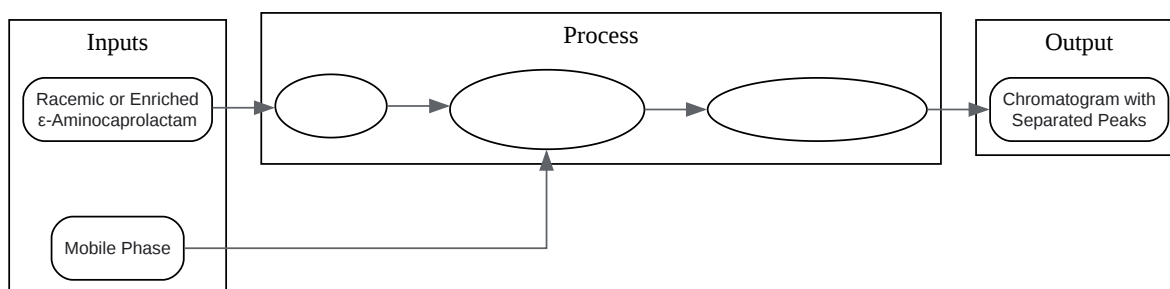 Inputs
Process
Output
Racemic or Enriched
ε-Aminocaprolactam
Chromatogram with
Separated Peaks
Mobile Phase